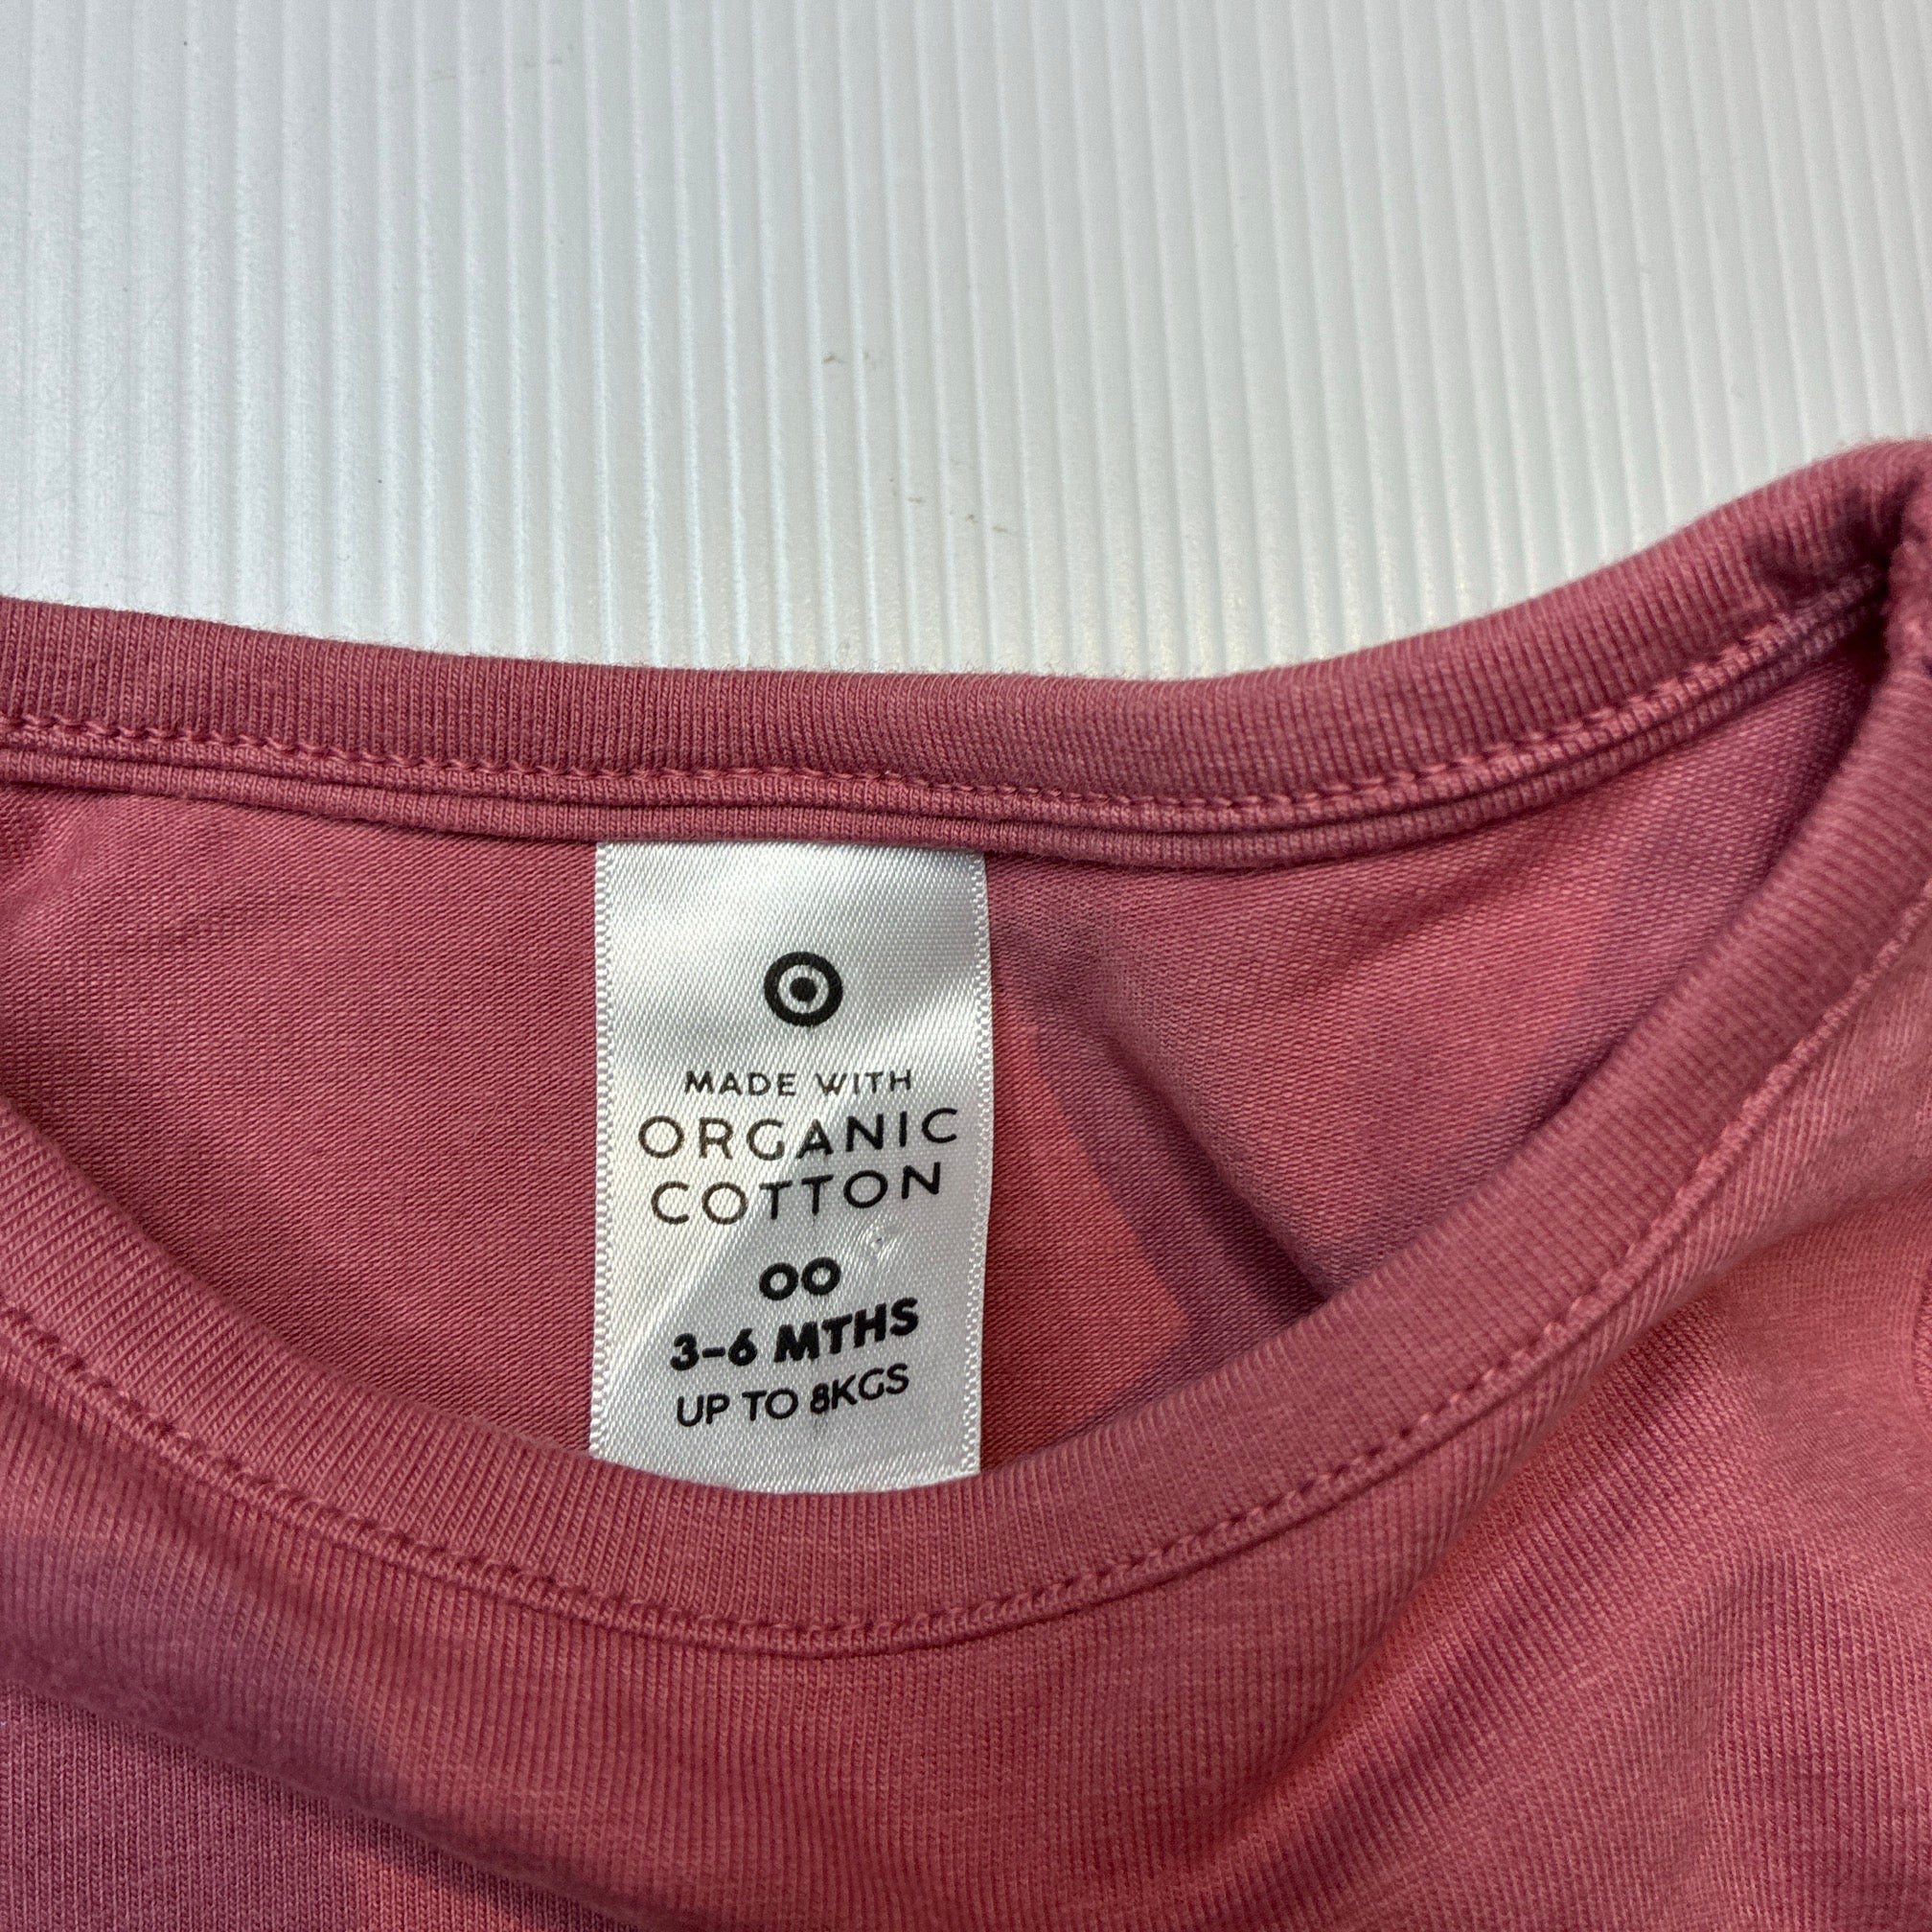 MADE WITH
ORGANIC
COTTON
00
3-6 MTHS
UP TO 8KGS